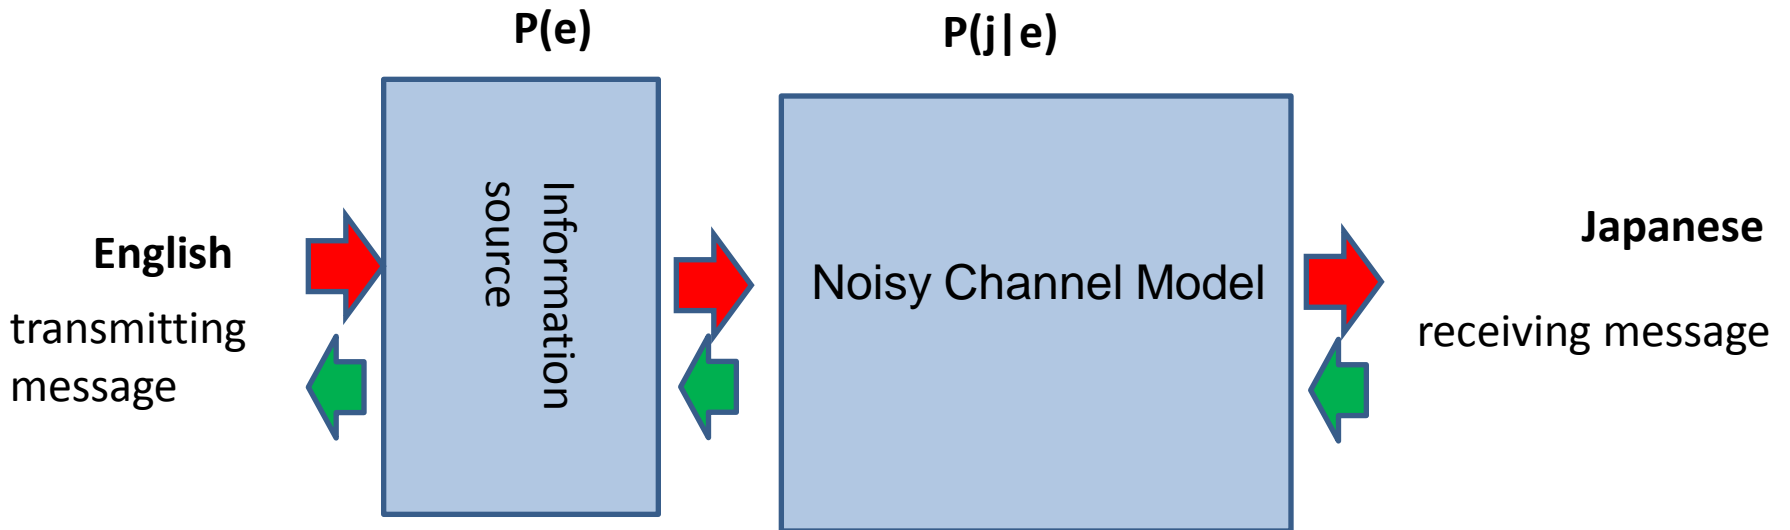 P(e)
P(j|e)
English
transmitting
message
Information
source
Noisy Channel Model
Japanese
receiving message